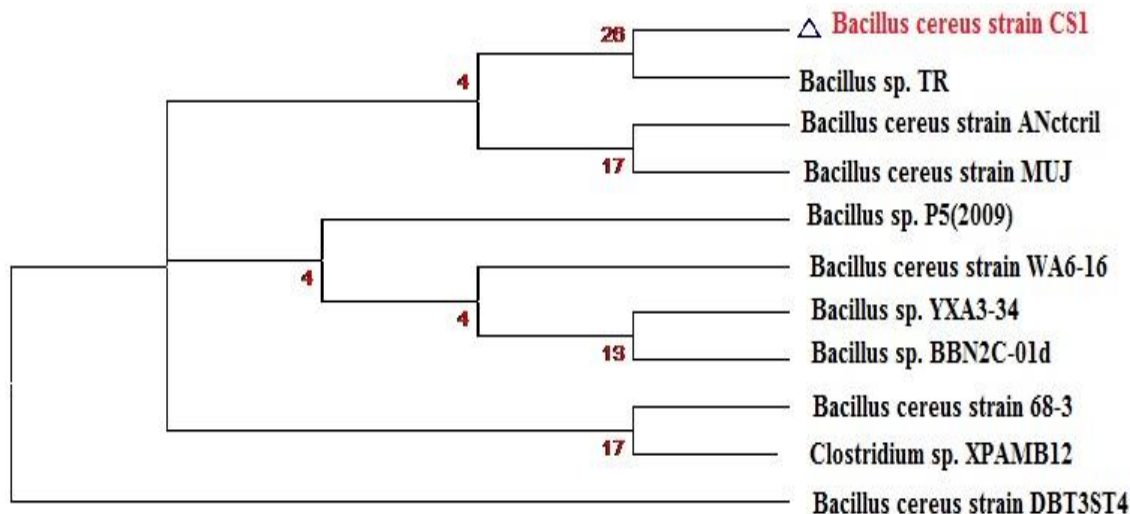 26
Bacillus cereus strain CS1
4
Bacillus sp. TR
Bacillus cereus strain ANctcril
17
Bacillus cereus strain MUJ
Bacillus sp. P5(2009)
4
Bacillus cereus strain WA6-16
4
Bacillus sp. YXA3-34
13
Bacillus sp. BBN2C-01d
Bacillus cereus strain 68-3
17
Clostridium sp. XPAMB12
Bacillus cereus strain DBT3ST4